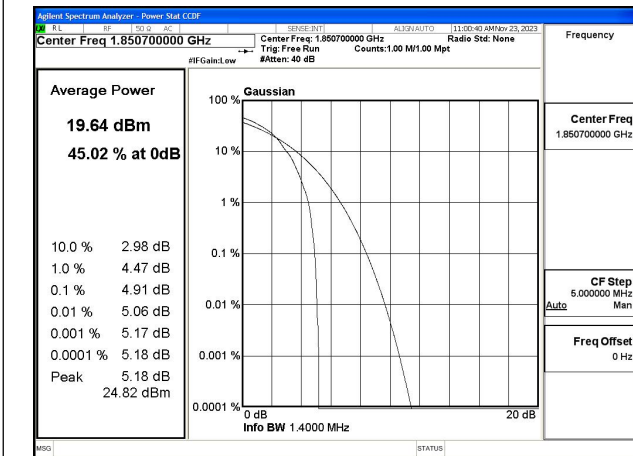 Agilent Spectrum Analyzer - Power Stat CCDF
RL RF 50 Ω AC SENSE:INT ALIGN AUTO 11:00:40 AM Nov 23, 2023
Center Freq 1.850700000 GHz
Center Freq: 1.850700000 GHz Radio Std: None
Trig: Free Run Counts:1.00 M/1.00 Mpt
#IFGain:Low #Atten: 40 dB
Frequency
Average Power
19.64 dBm
45.02 % at 0dB
10.0 % 2.98 dB
1.0 % 4.47 dB
0.1 % 4.91 dB
0.01 % 5.06 dB
0.001 % 5.17 dB
0.0001 % 5.18 dB
Peak 5.18 dB
24.82 dBm
Gaussian
100 %
10 %
1 %
0.1 %
0.01 %
0.001 %
0.0001 %
0 dB 20 dB
Info BW 1.4000 MHz
Center Freq
1.850700000 GHz
CF Step
5.000000 MHz
Auto Man
Freq Offset
0 Hz
MSG STATUS